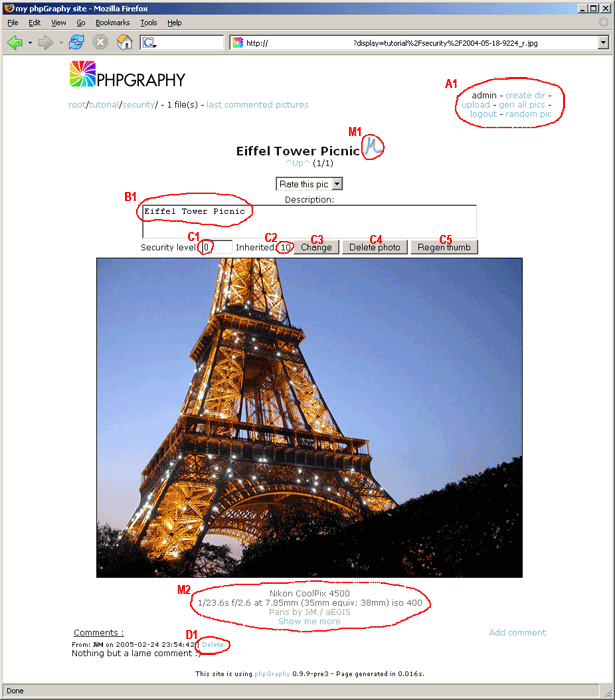 my phpGraphy site - Mozilla Firefox
File Edit View Go Bookmarks Tools Help
http:// ?display=tutorial%2Fsecurity%2F2004-05-18-9224_r.jpg
PHPGRAPHY
A1
admin - create dir -
root/tutorial/security/ - 1 file(s) - last commented pictures
upload - gen all pics -
logout - random pic
M1
Eiffel Tower Picnic
^Up^ (1/1)
Rate this pic
B1
Description:
Eiffel Tower Picnic
C1 C2 C3 C4 C5
Security level: 0 Inherited: 10 Change Delete photo Regen thumb
M2
Nikon CoolPix 4500
1/23.6s f/2.6 at 7.85mm (35mm equiv: 38mm) iso 400
Paris by JiM / aEGIS
Show me more
Comments : D1 Add comment
From: JiM on 2005-02-24 23:54:42 Delete
Nothing but a lame comment :)
This site is using phpGraphy 0.9.9-pre3 - Page generated in 0.016s.
Done